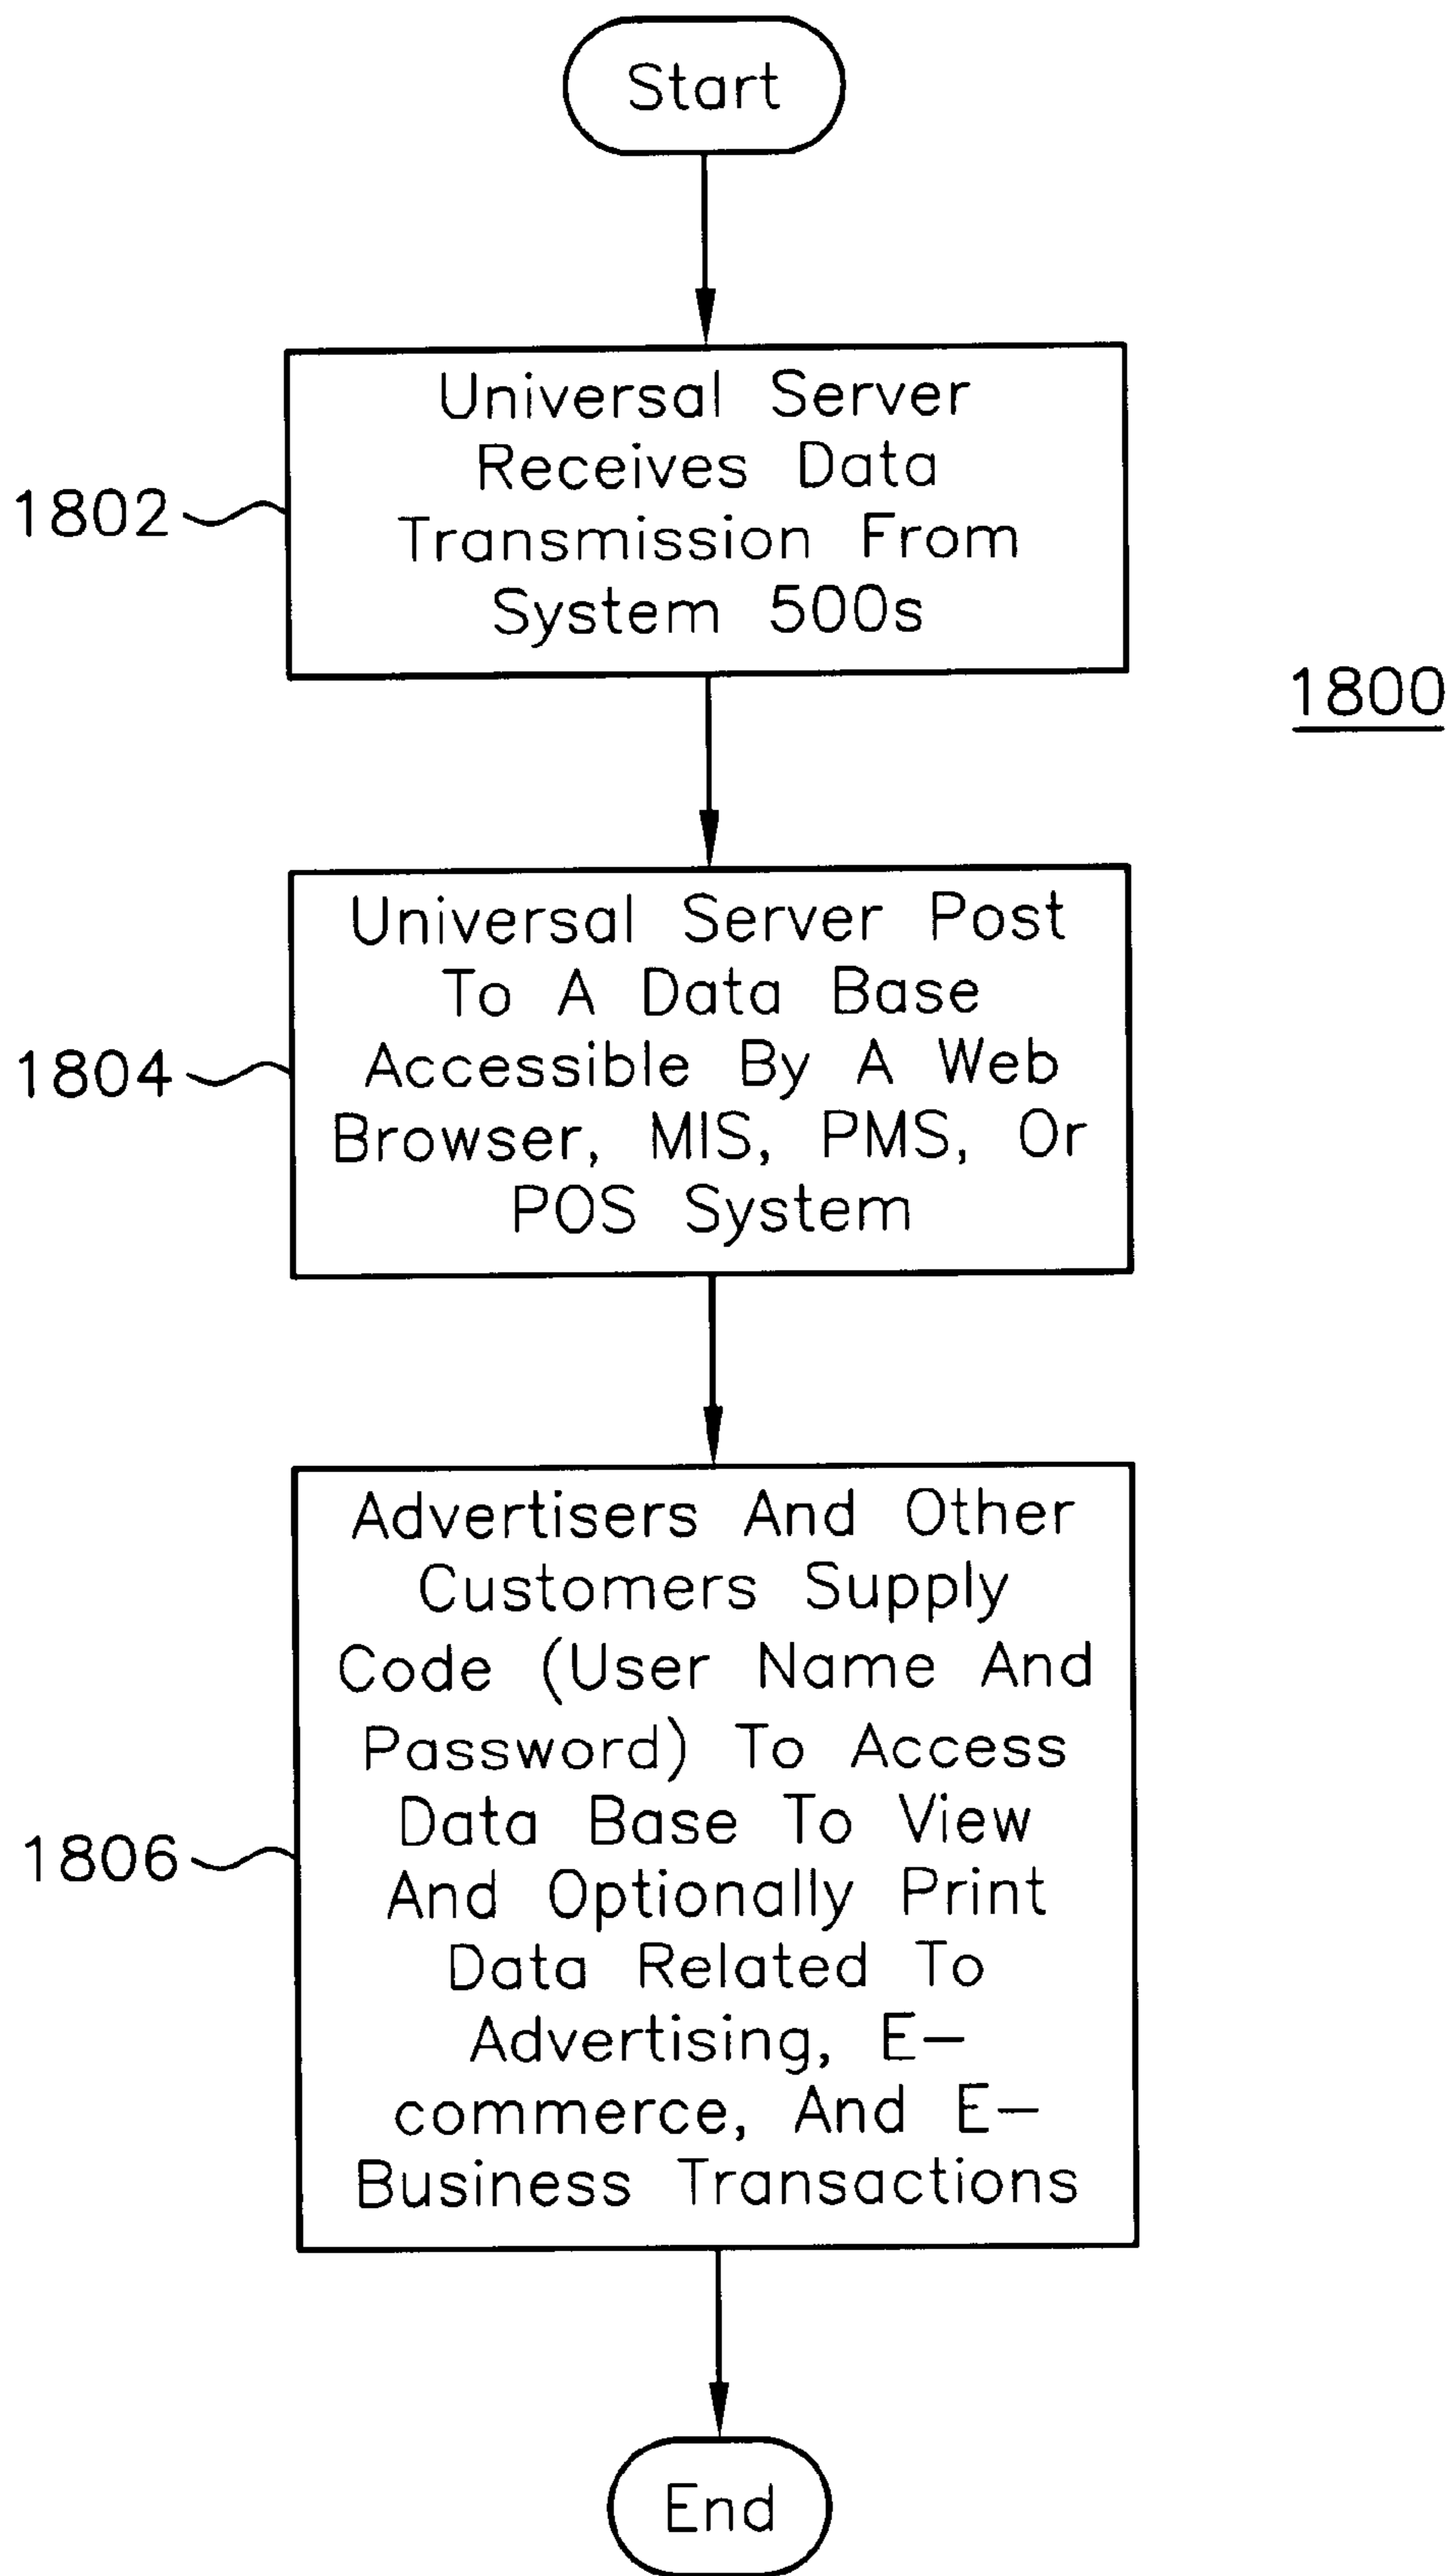 Start
Universal Server
Receives Data
Transmission From
System 500s
1802
1800
Universal Server Post
To A Data Base
Accessible By A Web
Browser, MIS, PMS, Or
POS System
1804
Advertisers And Other
Customers Supply
Code (User Name And
Password) To Access
Data Base To View
And Optionally Print
Data Related To
Advertising, E-
commerce, And E-
Business Transactions
1806
End